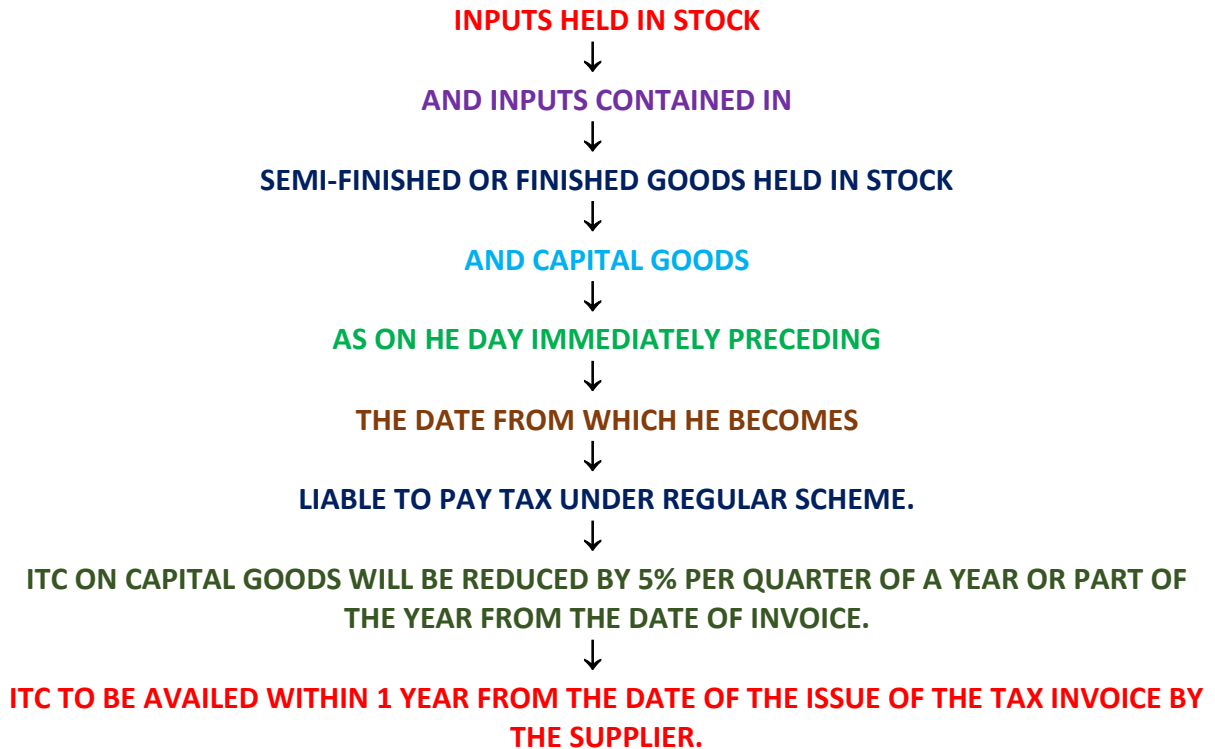 INPUTS HELD IN STOCK
↓
AND INPUTS CONTAINED IN
↓
SEMI-FINISHED OR FINISHED GOODS HELD IN STOCK
↓
AND CAPITAL GOODS
↓
AS ON HE DAY IMMEDIATELY PRECEDING
↓
THE DATE FROM WHICH HE BECOMES
↓
LIABLE TO PAY TAX UNDER REGULAR SCHEME.
↓
ITC ON CAPITAL GOODS WILL BE REDUCED BY 5% PER QUARTER OF A YEAR OR PART OF
THE YEAR FROM THE DATE OF INVOICE.
↓
ITC TO BE AVAILED WITHIN 1 YEAR FROM THE DATE OF THE ISSUE OF THE TAX INVOICE BY
THE SUPPLIER.